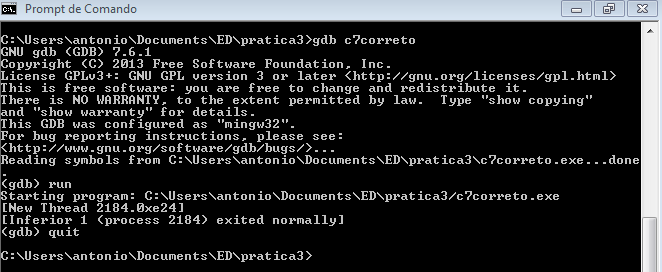 Prompt de Comando
C:\Users\antonio\Documents\ED\pratica3>gdb c7correto
GNU gdb (GDB) 7.6.1
Copyright (C) 2013 Free Software Foundation, Inc.
License GPLv3+: GNU GPL version 3 or later <http://gnu.org/licenses/gpl.html>
This is free software: you are free to change and redistribute it.
There is NO WARRANTY, to the extent permitted by law.  Type "show copying"
and "show warranty" for details.
This GDB was configured as "mingw32".
For bug reporting instructions, please see:
<http://www.gnu.org/software/gdb/bugs/>...
Reading symbols from C:\Users\antonio\Documents\ED\pratica3\c7correto.exe...done
.
(gdb) run
Starting program: C:\Users\antonio\Documents\ED\pratica3/c7correto.exe
[New Thread 2184.0xe24]
[Inferior 1 (process 2184) exited normally]
(gdb) quit
C:\Users\antonio\Documents\ED\pratica3>